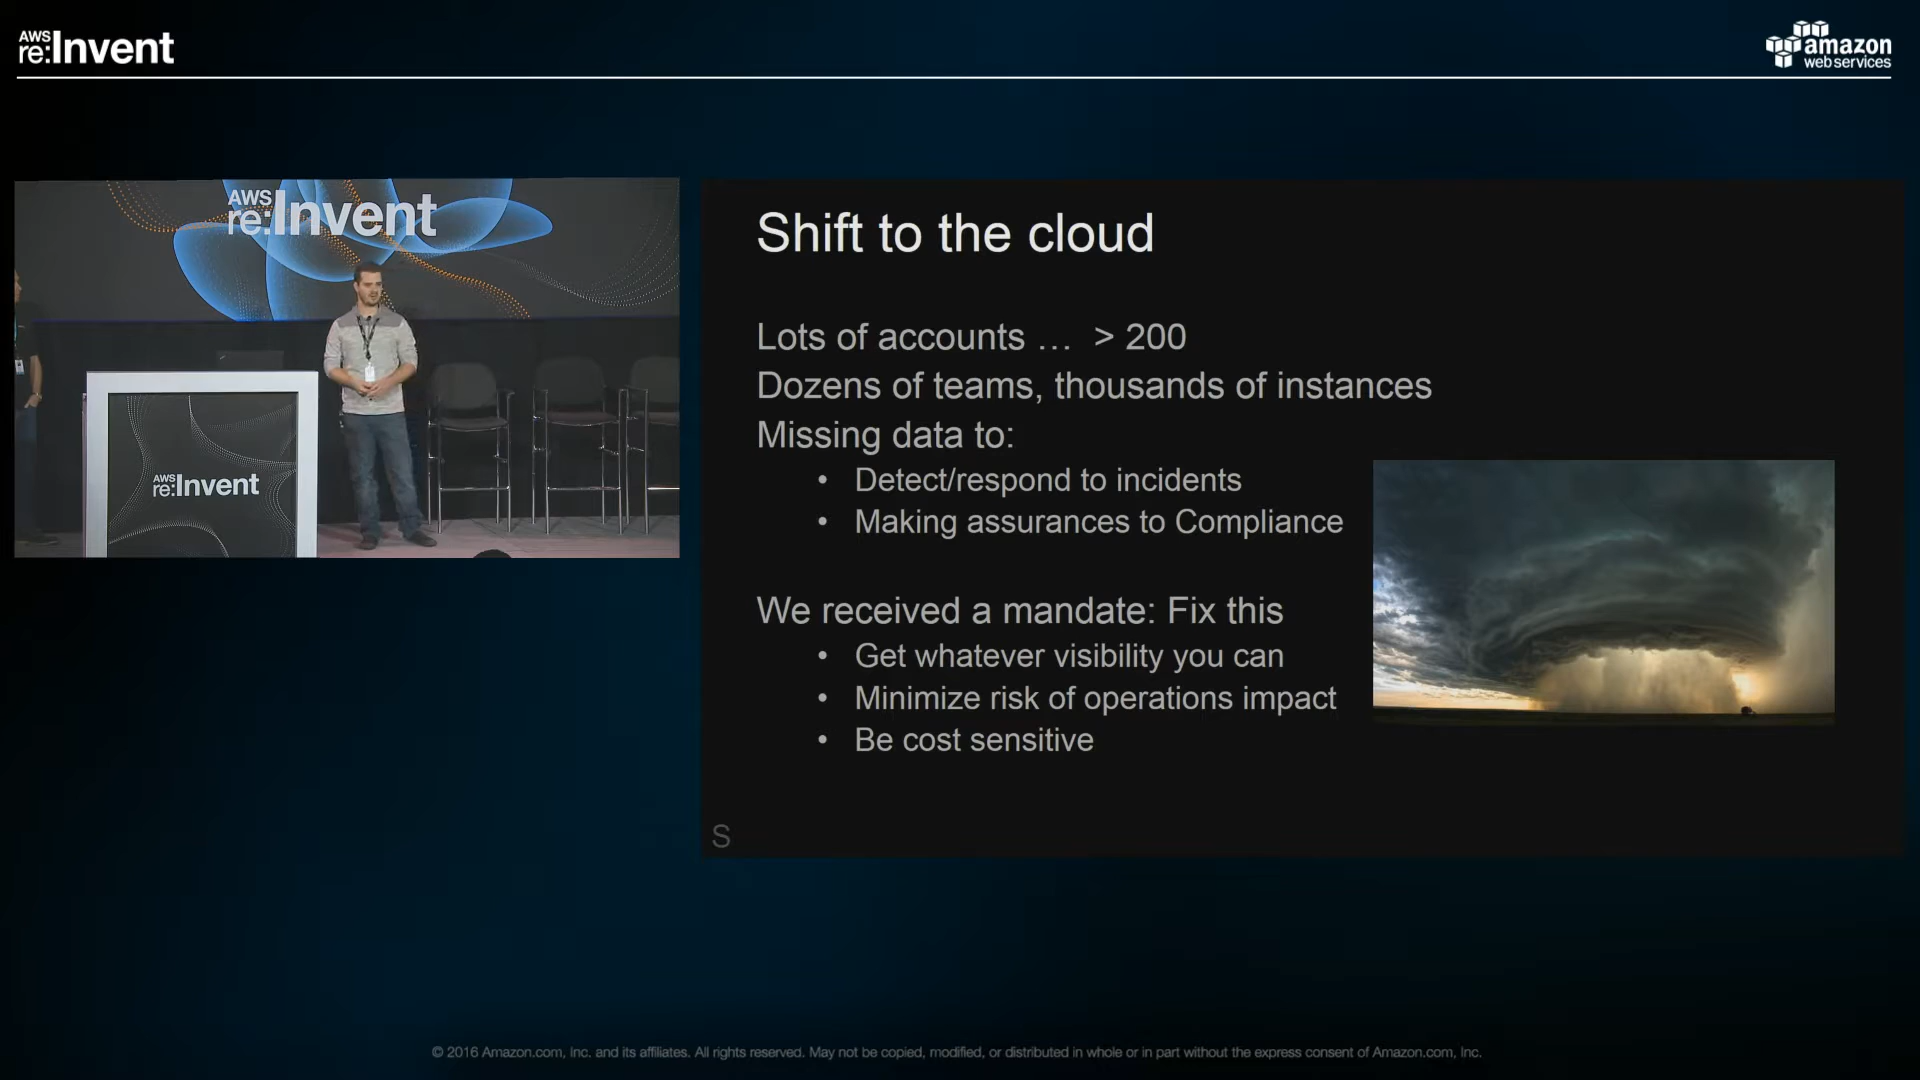 AWS
re:Invent
amazon
webservices
AWS
re:Invent
AWS
re:Invent
Shift to the cloud
Lots of accounts … > 200
Dozens of teams, thousands of instances
Missing data to:
• Detect/respond to incidents
• Making assurances to Compliance
We received a mandate: Fix this
• Get whatever visibility you can
• Minimize risk of operations impact
• Be cost sensitive
S
© 2016 Amazon.com, Inc. and its affiliates. All rights reserved. May not be copied, modified, or distributed in whole or in part without the express consent of Amazon.com, Inc.